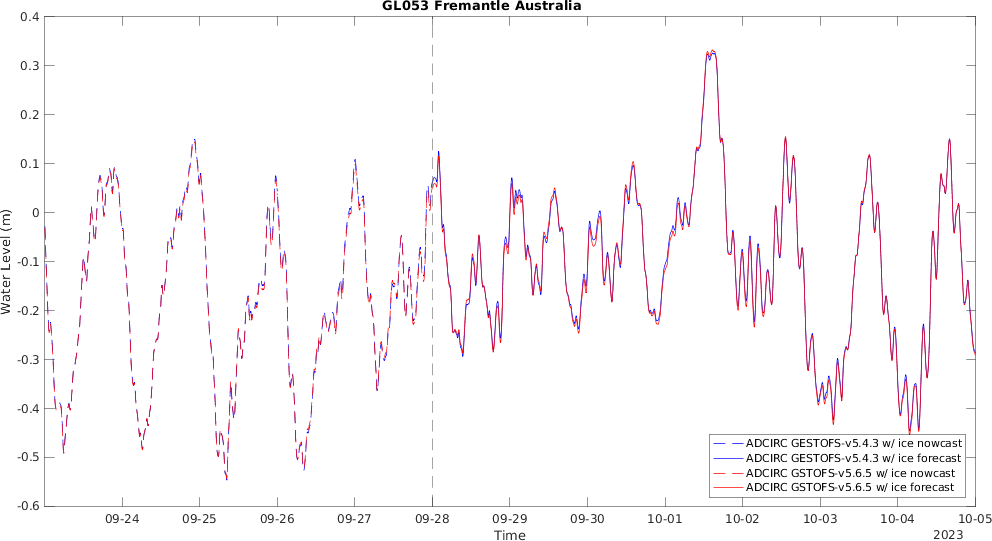 GL053 Fremantle Australia
0.4
0.3
0.2
0.1
0
-0.1
-0.2
-0.3
-0.4
-0.5
-0.6
Water Level (m)
ADCIRC GESTOFS-v5.4.3 w/ ice nowcast
ADCIRC GESTOFS-v5.4.3 w/ ice forecast
ADCIRC GSTOFS-v5.6.5 w/ ice nowcast
ADCIRC GSTOFS-v5.6.5 w/ ice forecast
09-24 09-25 09-26 09-27 09-28 09-29 09-30 10-01 10-02 10-03 10-04 10-05
Time
2023